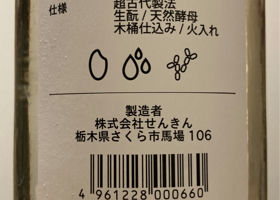 仕様
超古代製法
生酛 / 天然酵母
木桶仕込み / 火入れ
製造者
株式会社せんきん
栃木県さくら市馬場 106
4 961228 000660